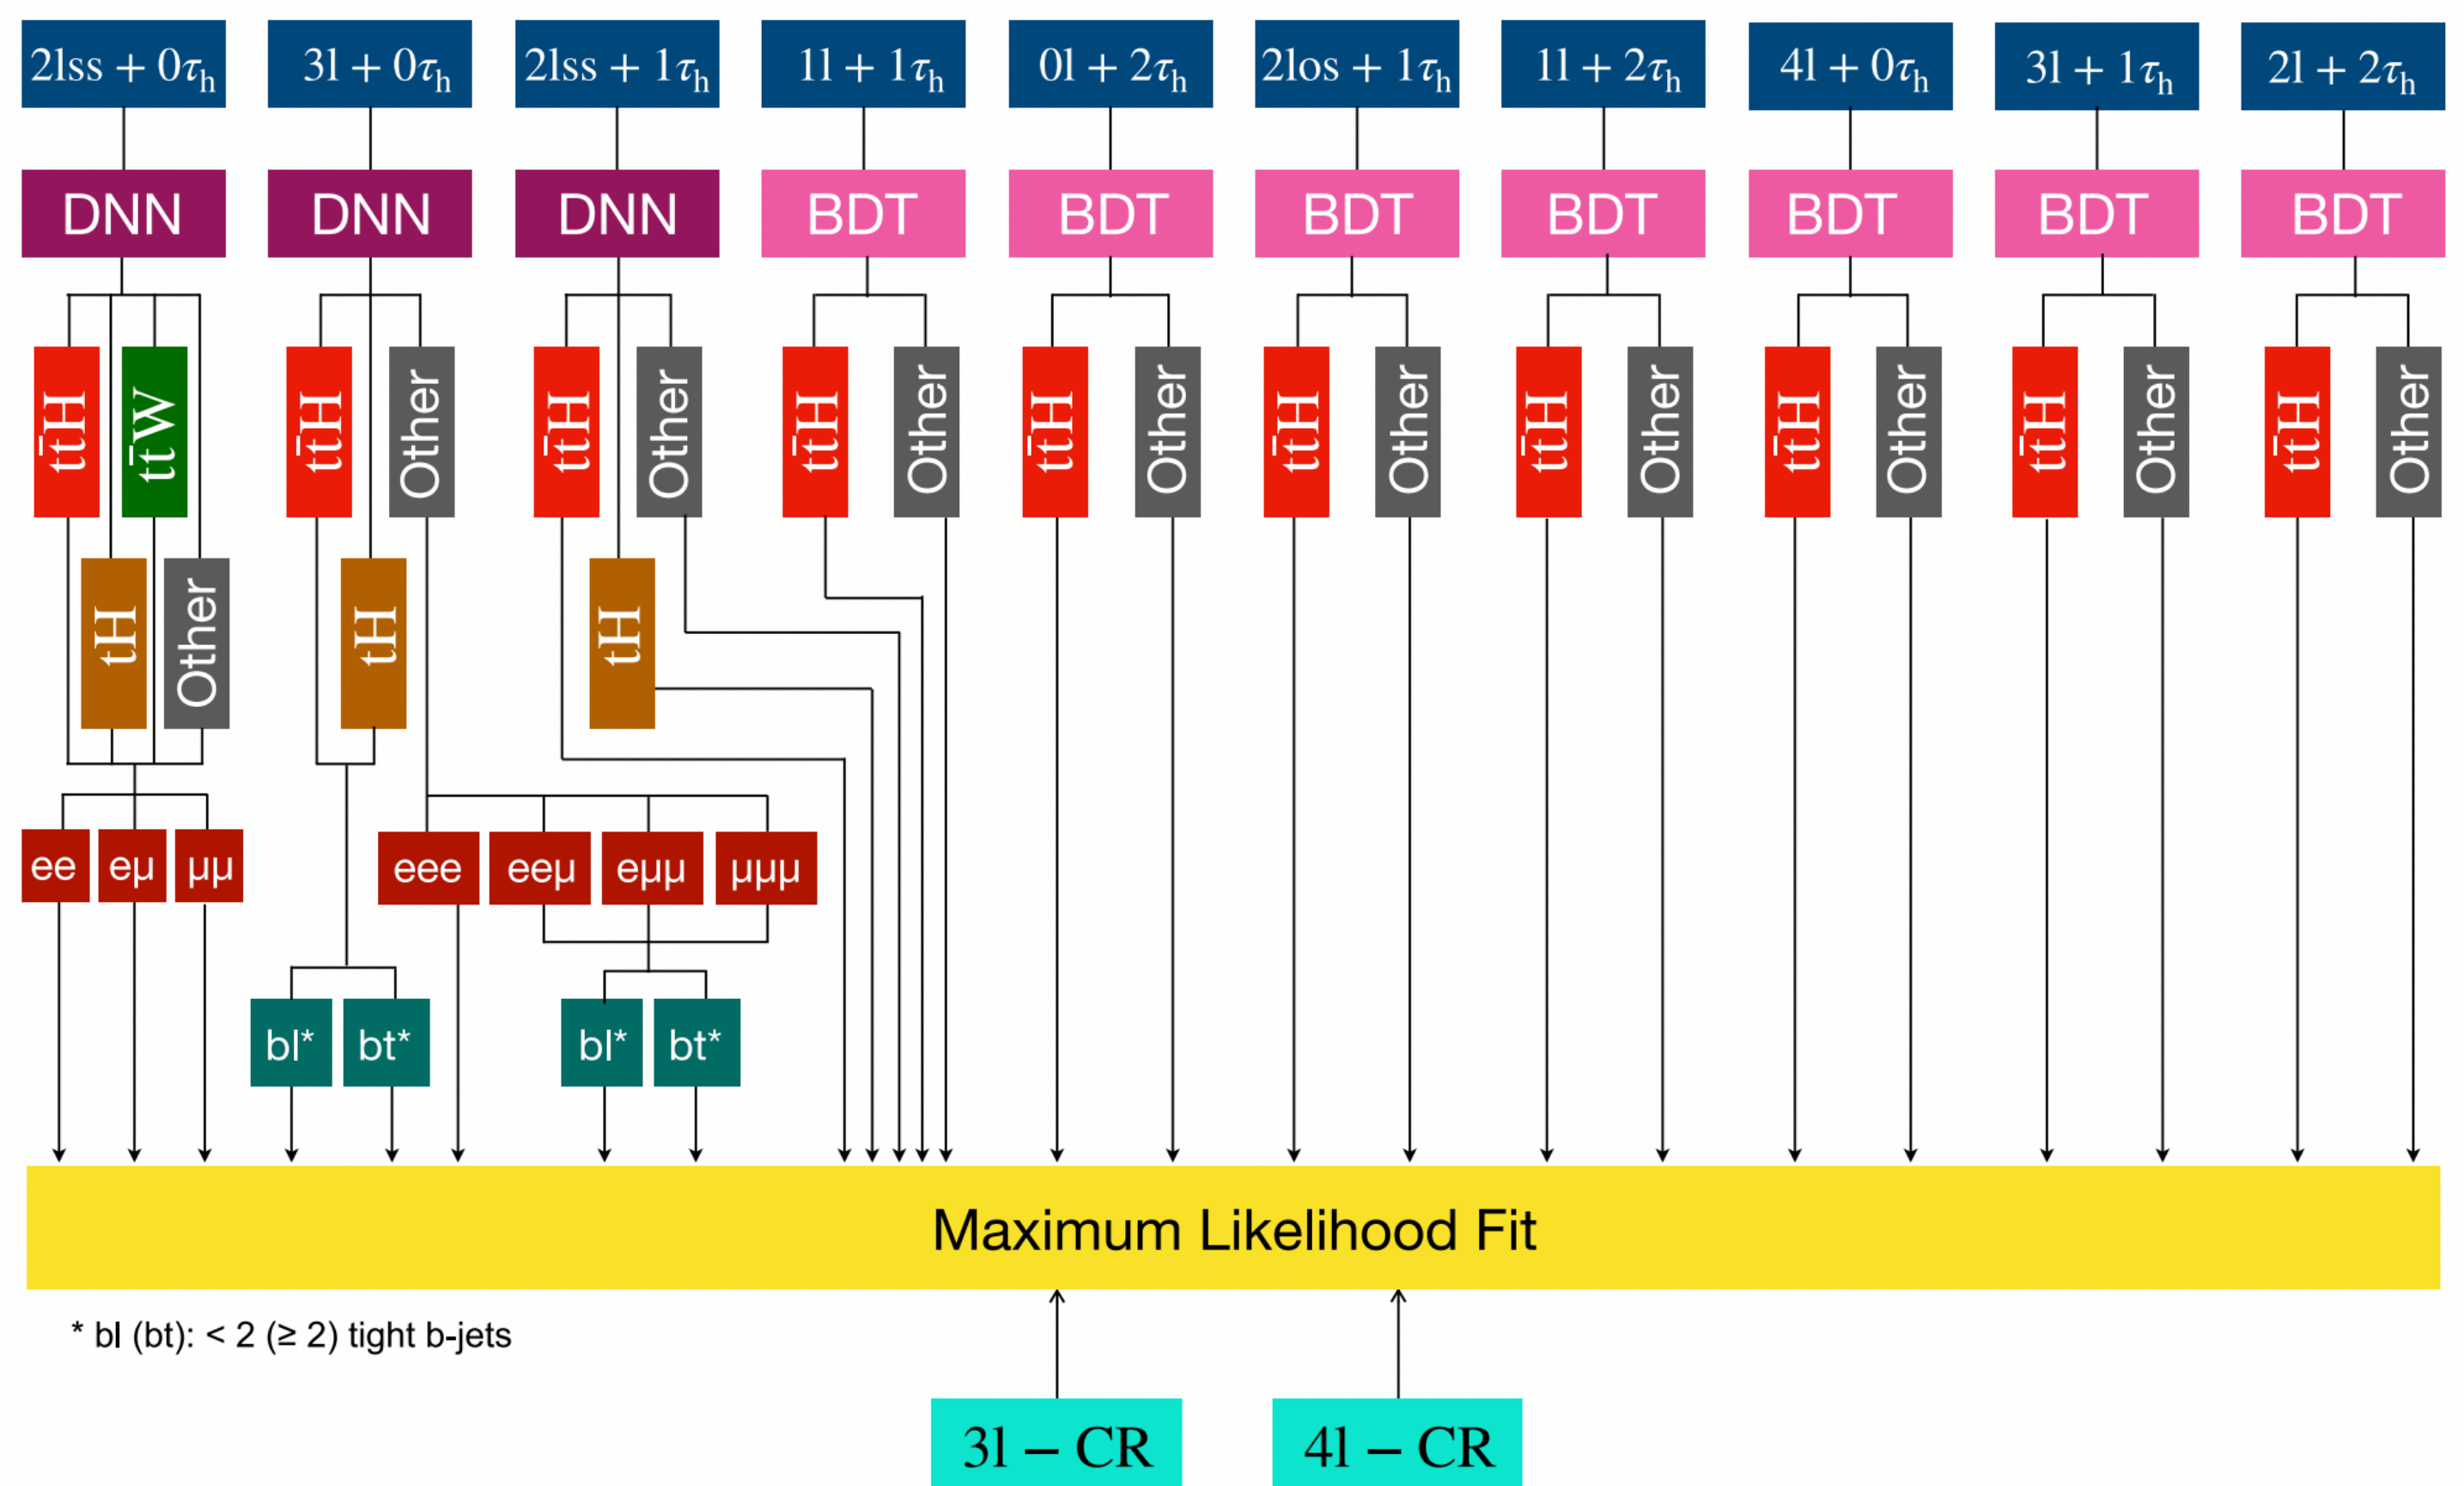 2lss + 0τh
3l + 0τh
2lss + 1τh
1l + 1τh
0l + 2τh
2los + 1τh
1l + 2τh
4l + 0τh
3l + 1τh
2l + 2τh
DNN
DNN
DNN
BDT
BDT
BDT
BDT
BDT
BDT
BDT
tt̄H
tt̄W
tt̄H
Other
tt̄H
Other
tt̄H
Other
tt̄H
Other
tt̄H
Other
tt̄H
Other
tt̄H
Other
tt̄H
Other
tt̄H
Other
tH
Other
tH
tH
ee
eμ
μμ
eee
eeμ
eμμ
μμμ
bl*
bt*
bl*
bt*
Maximum Likelihood Fit
* bl (bt): < 2 (≥ 2) tight b-jets
3l – CR
4l – CR